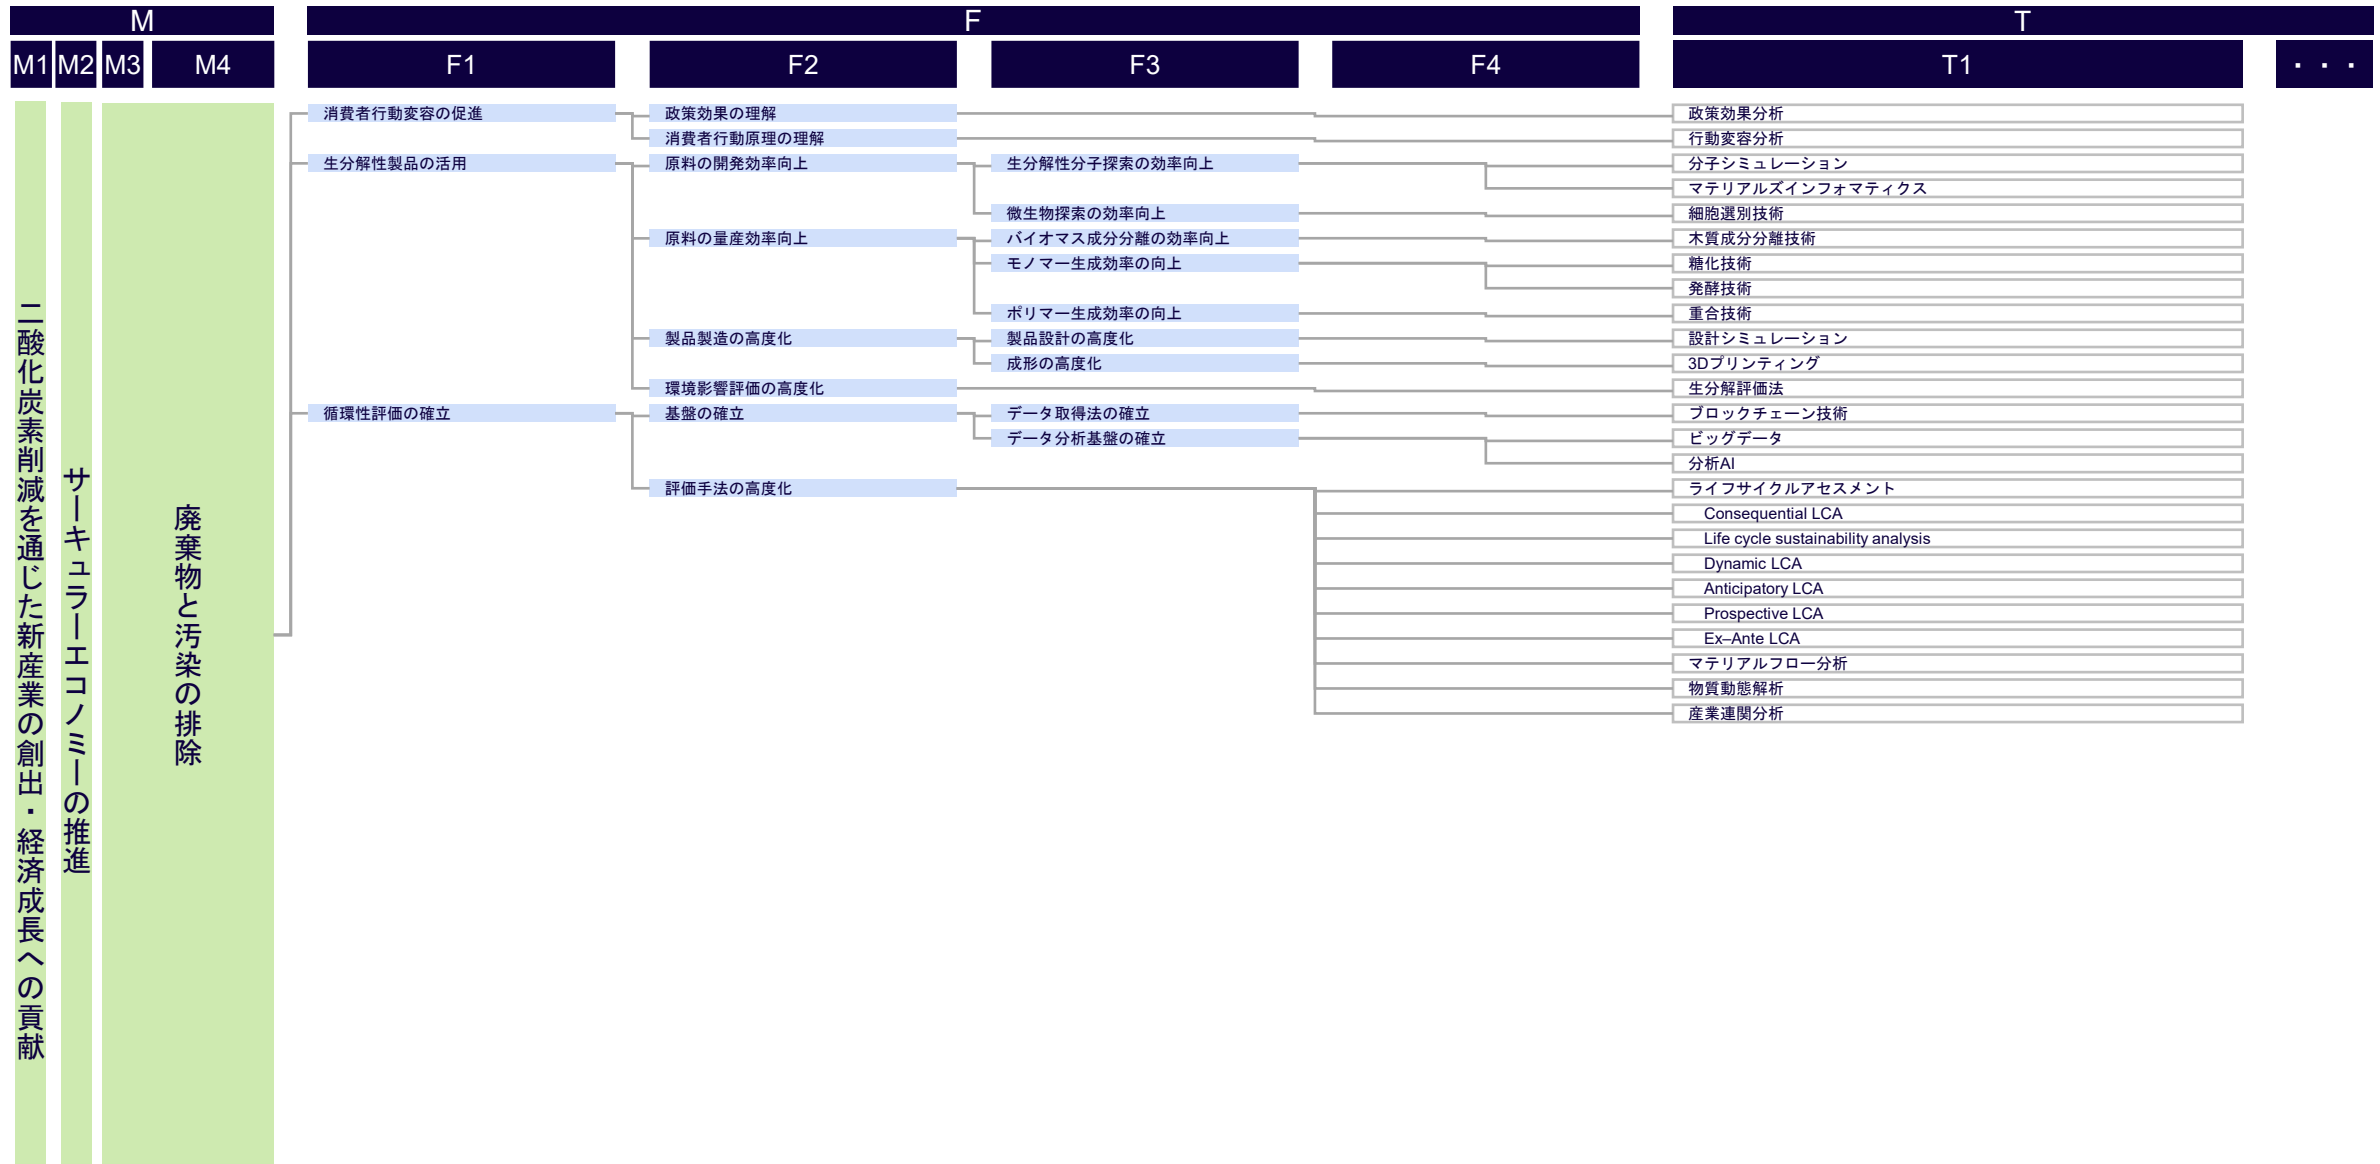 M
F
T
M1
M2
M3
M4
F1
F2
F3
F4
T1
・・・
二酸化炭素削減を通じた新産業の創出・経済成長への貢献
サーキュラーエコノミーの推進
廃棄物と汚染の排除
消費者行動変容の促進
政策効果の理解
政策効果分析
消費者行動原理の理解
行動変容分析
生分解性製品の活用
原料の開発効率向上
生分解性分子探索の効率向上
分子シミュレーション
マテリアルズインフォマティクス
微生物探索の効率向上
細胞選別技術
原料の量産効率向上
バイオマス成分分離の効率向上
木質成分分離技術
モノマー生成効率の向上
糖化技術
発酵技術
ポリマー生成効率の向上
重合技術
製品製造の高度化
製品設計の高度化
設計シミュレーション
成形の高度化
3Dプリンティング
環境影響評価の高度化
生分解評価法
循環性評価の確立
基盤の確立
データ取得法の確立
ブロックチェーン技術
データ分析基盤の確立
ビッグデータ
分析AI
評価手法の高度化
ライフサイクルアセスメント
Consequential LCA
Life cycle sustainability analysis
Dynamic LCA
Anticipatory LCA
Prospective LCA
Ex–Ante LCA
マテリアルフロー分析
物質動態解析
産業連関分析